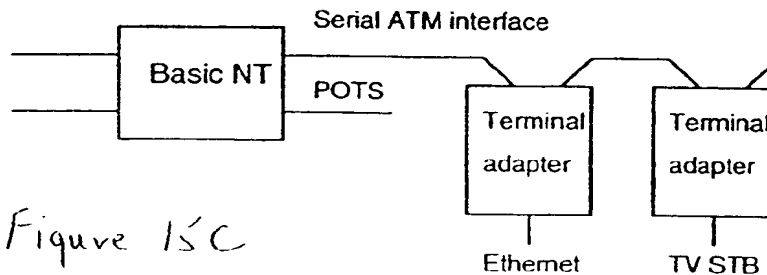 Serial ATM interface
Basic NT
POTS
Terminal
adapter
Terminal
adapter
Ethernet
TV STB
Figure 15C